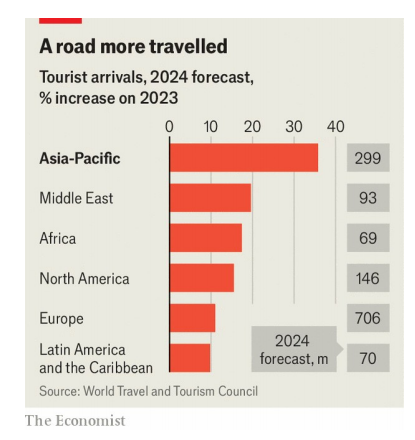 A road more travelled
Tourist arrivals, 2024 forecast,
% increase on 2023
0 10 20 30 40
Asia-Pacific 299
Middle East 93
Africa 69
North America 146
Europe 706
2024
forecast, m
Latin America
and the Caribbean 70
Source: World Travel and Tourism Council
The Economist